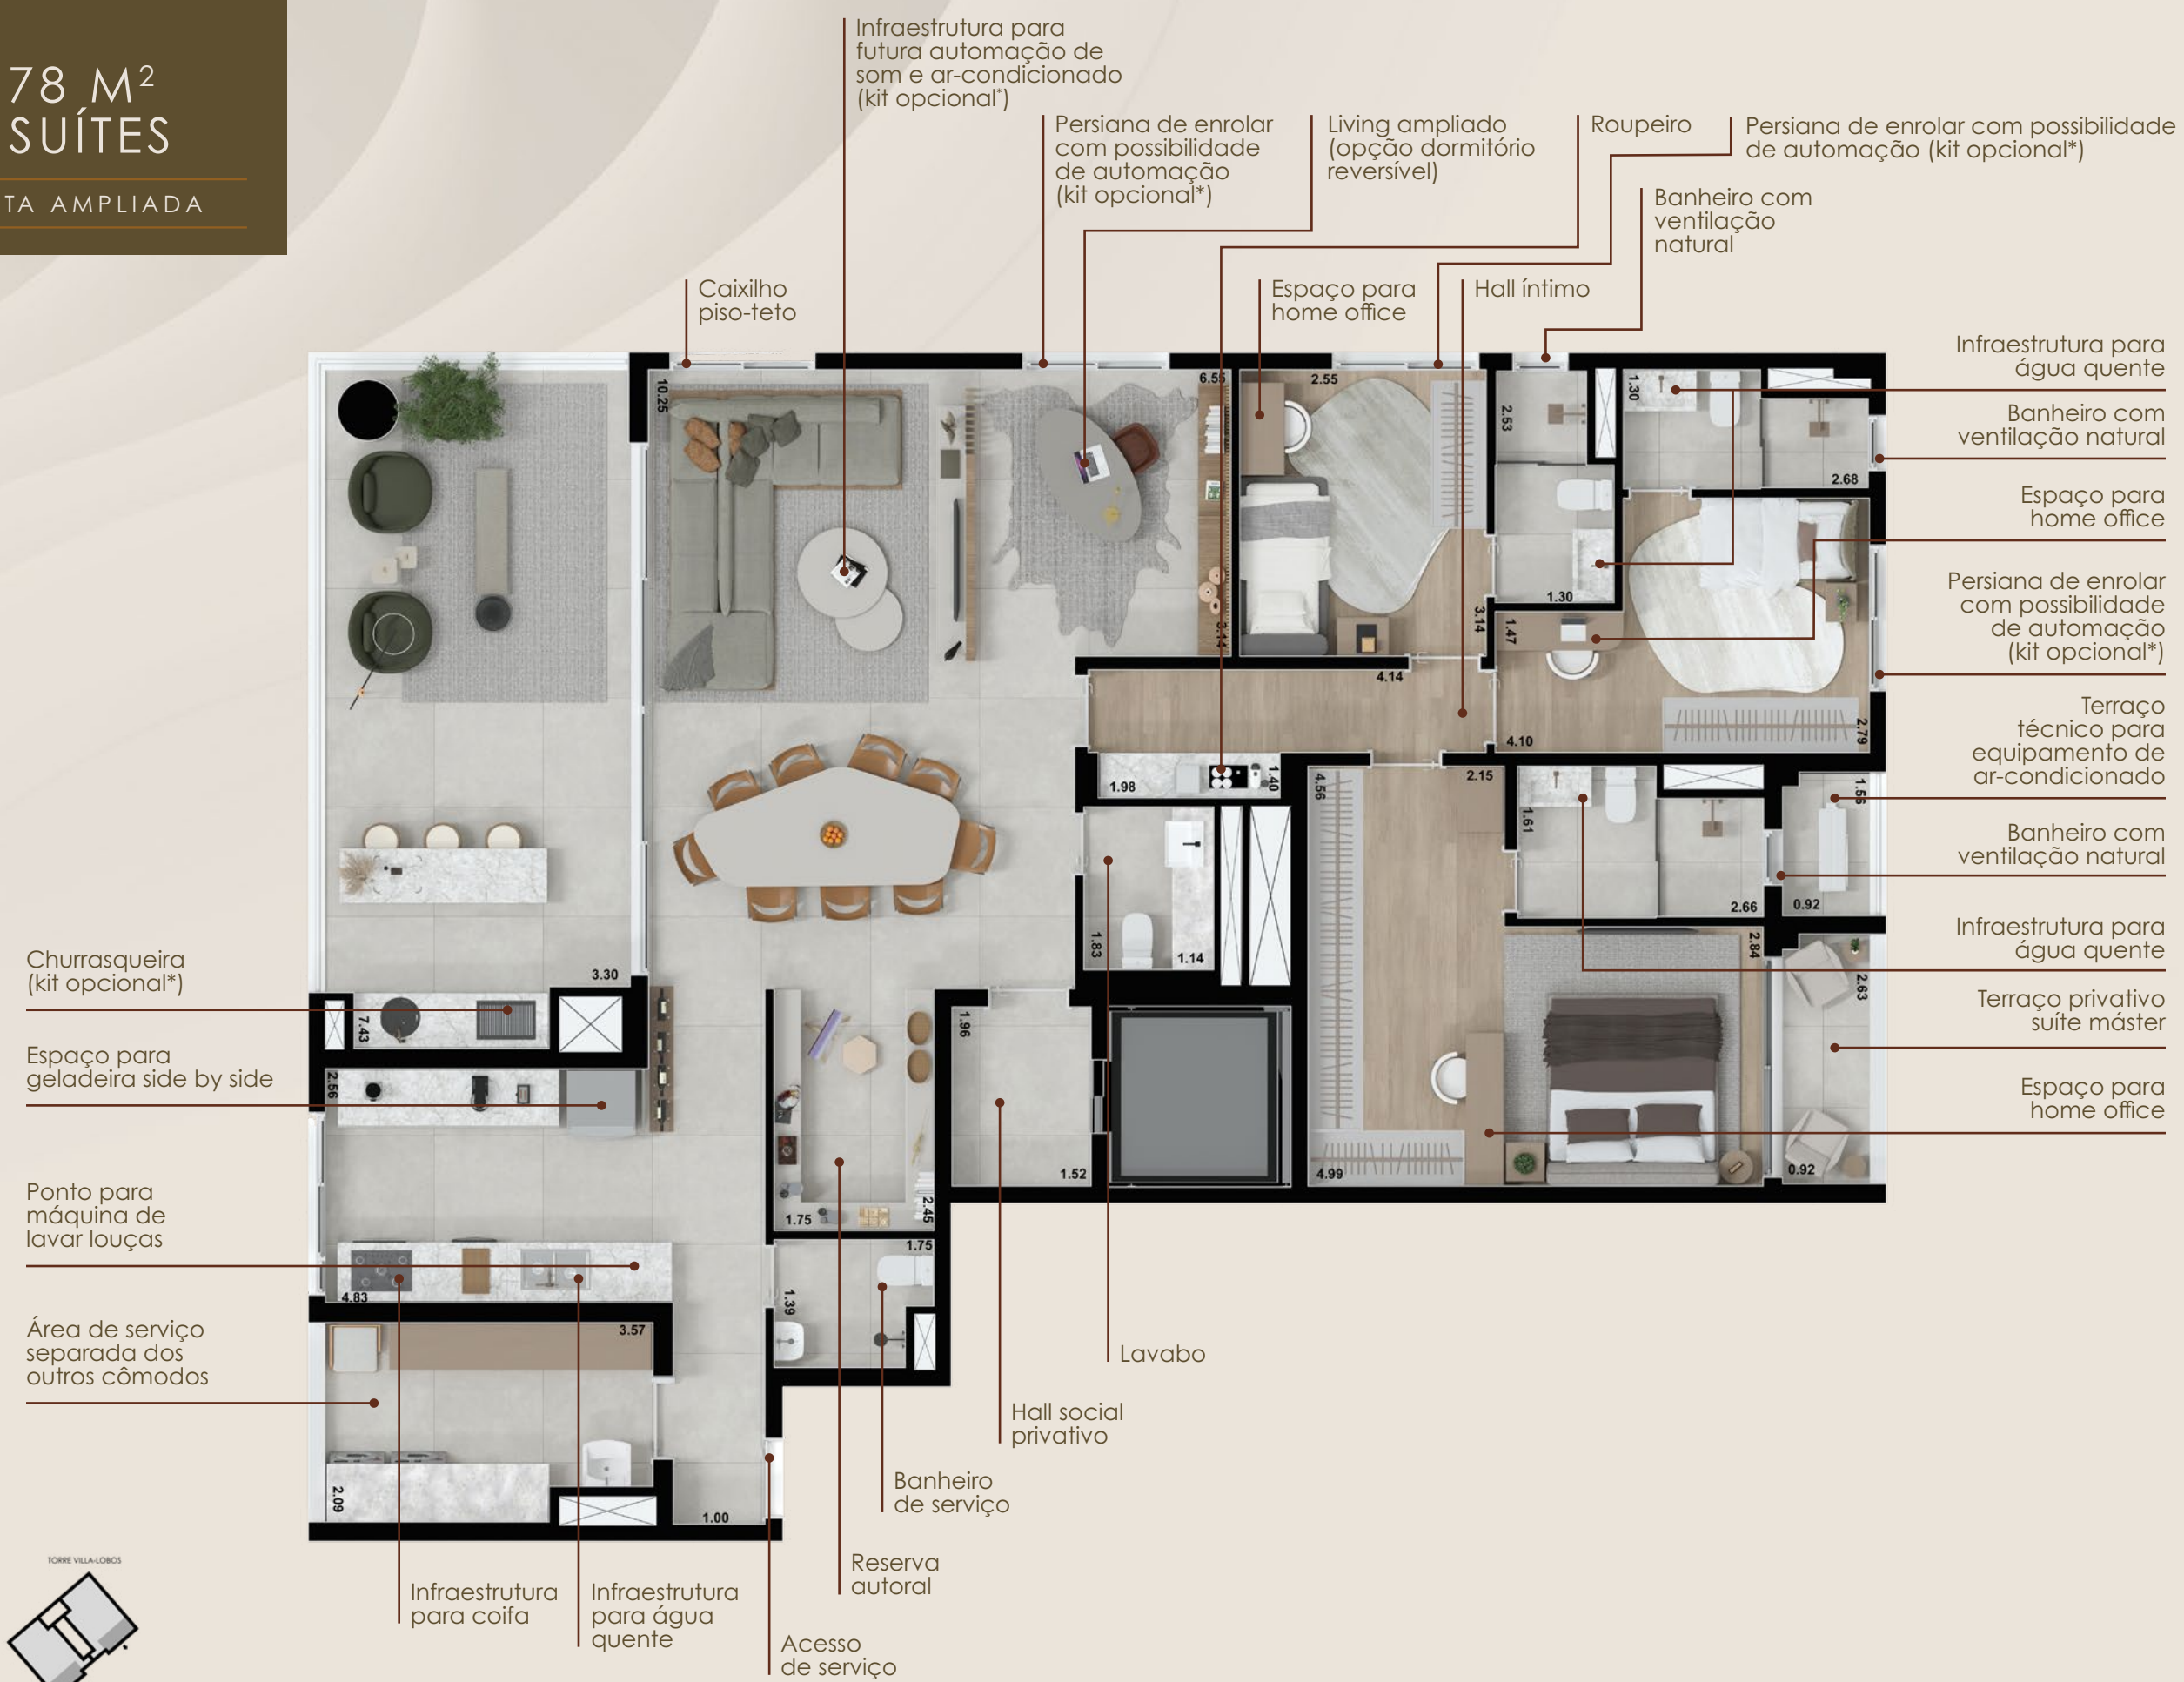 78 M²
SUÍTES
TA AMPLIADA
Infraestrutura para
futura automação de
som e ar-condicionado
(kit opcional*)
Persiana de enrolar
com possibilidade
de automação
(kit opcional*)
Living ampliado
(opção dormitório
reversível)
Roupeiro
Persiana de enrolar com possibilidade
de automação (kit opcional*)
Banheiro com
ventilação
natural
Caixilho
piso-teto
Espaço para
home office
Hall íntimo
Infraestrutura para
água quente
Banheiro com
ventilação natural
Espaço para
home office
Persiana de enrolar
com possibilidade
de automação
(kit opcional*)
Terraço
técnico para
equipamento de
ar-condicionado
Banheiro com
ventilação natural
Infraestrutura para
água quente
Terraço privativo
suíte máster
Espaço para
home office
Churrasqueira
(kit opcional*)
Espaço para
geladeira side by side
Ponto para
máquina de
lavar louças
Área de serviço
separada dos
outros cômodos
10.25
6.55
3.14
2.55
3.14
2.53
1.30
1.30
2.68
1.47
4.10
2.79
4.14
1.98
1.40
4.56
2.15
1.61
2.66
1.56
0.92
1.83
1.14
2.84
2.63
0.92
4.99
3.30
7.43
2.56
1.96
1.52
1.75
2.45
1.75
1.39
4.83
3.57
2.09
1.00
Lavabo
Hall social
privativo
Banheiro
de serviço
Reserva
autoral
Acesso
de serviço
Infraestrutura
para coifa
Infraestrutura
para água
quente
TORRE VILLA-LOBOS